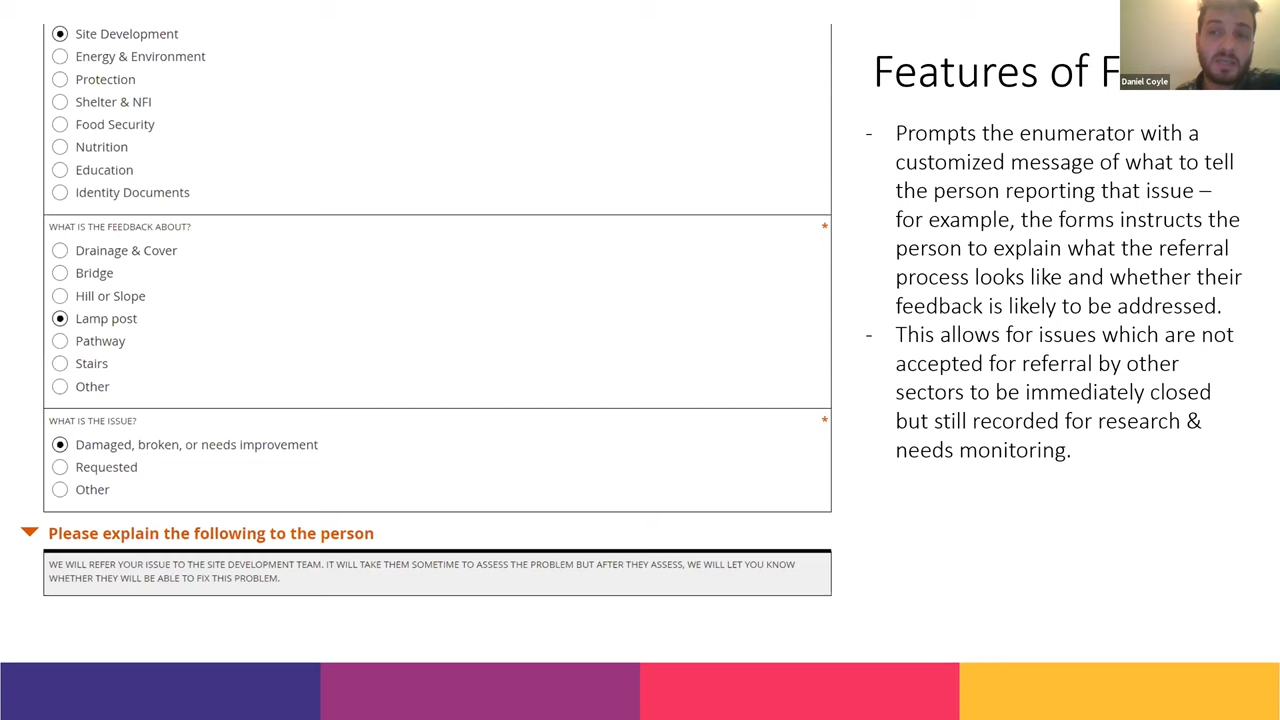 Site Development
Energy & Environment
Protection
Shelter & NFI
Food Security
Nutrition
Education
Identity Documents
WHAT IS THE FEEDBACK ABOUT? *
Drainage & Cover
Bridge
Hill or Slope
Lamp post
Pathway
Stairs
Other
WHAT IS THE ISSUE? *
Damaged, broken, or needs improvement
Requested
Other
Please explain the following to the person
WE WILL REFER YOUR ISSUE TO THE SITE DEVELOPMENT TEAM. IT WILL TAKE THEM SOMETIME TO ASSESS THE PROBLEM BUT AFTER THEY ASSESS, WE WILL LET YOU KNOW
WHETHER THEY WILL BE ABLE TO FIX THIS PROBLEM.
Features of
Daniel Coyle
- Prompts the enumerator with a
customized message of what to tell
the person reporting that issue –
for example, the forms instructs the
person to explain what the referral
process looks like and whether their
feedback is likely to be addressed.
- This allows for issues which are not
accepted for referral by other
sectors to be immediately closed
but still recorded for research &
needs monitoring.